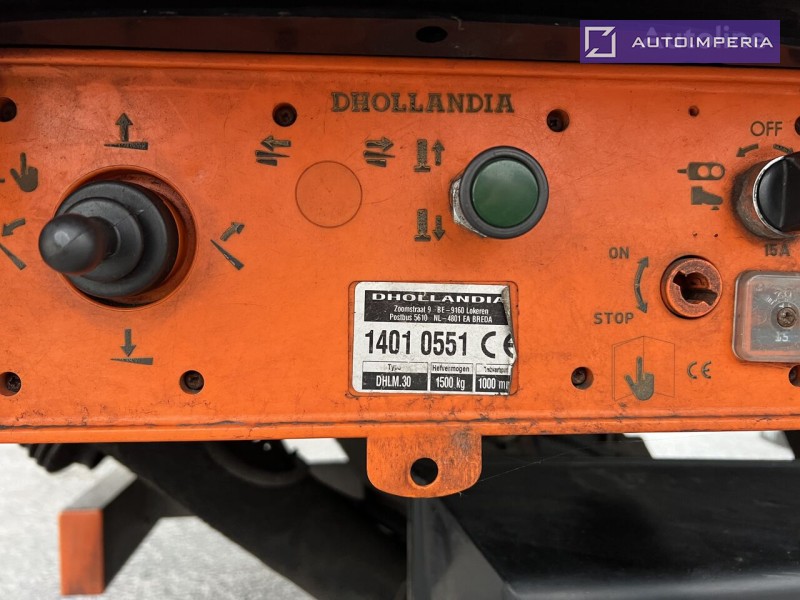 AUTOIMPERIA
DHOLLANDIA
OFF
15A
ON
STOP
DHOLLANDIA
Zoomstraat 9 BE-9160 Lokeren
Postbus 5610 NL-4801 EA BREDA
1401 0551 CE
Type Hefvermogen
DHLM.30 1500 kg 1000 mm
CE
15